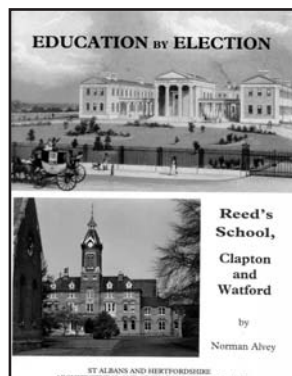 EDUCATION BY ELECTION
Reed's
School,
Clapton
and
Watford
by
Norman Alvey
ST ALBANS AND HERTFORDSHIRE